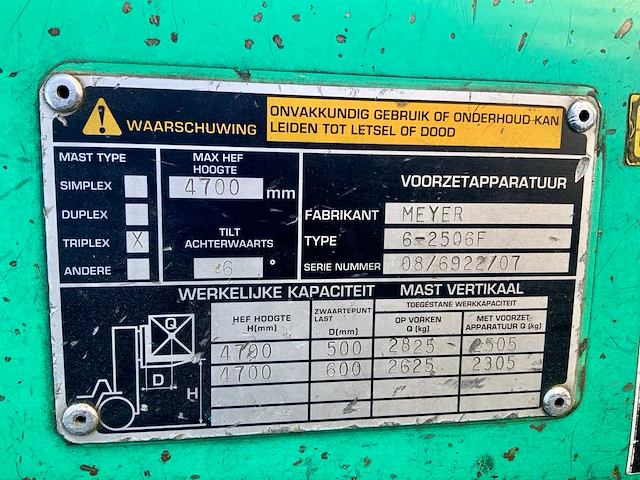 WAARSCHUWING
ONVAKKUNDIG GEBRUIK OF ONDERHOUD KAN
LEIDEN TOT LETSEL OF DOOD
MAST TYPE
SIMPLEX
DUPLEX
TRIPLEX X
ANDERE
MAX HEF
HOOGTE
4700 mm
TILT
ACHTERWAARTS
6 °
VOORZETAPPARATUUR
FABRIKANT MEYER
TYPE 6-2506F
SERIE NUMMER 08/6922/07
WERKELIJKE KAPACITEIT MAST VERTIKAAL
HEF HOOGTE
H(mm)
ZWAARTEPUNT
LAST
D(mm)
TOEGESTANE WERKKAPACITEIT
OP VORKEN
Q (kg)
MET VOORZET-
APPARATUUR Q (kg)
4700 500 2825 2505
4700 600 2625 2305
Q
D
H